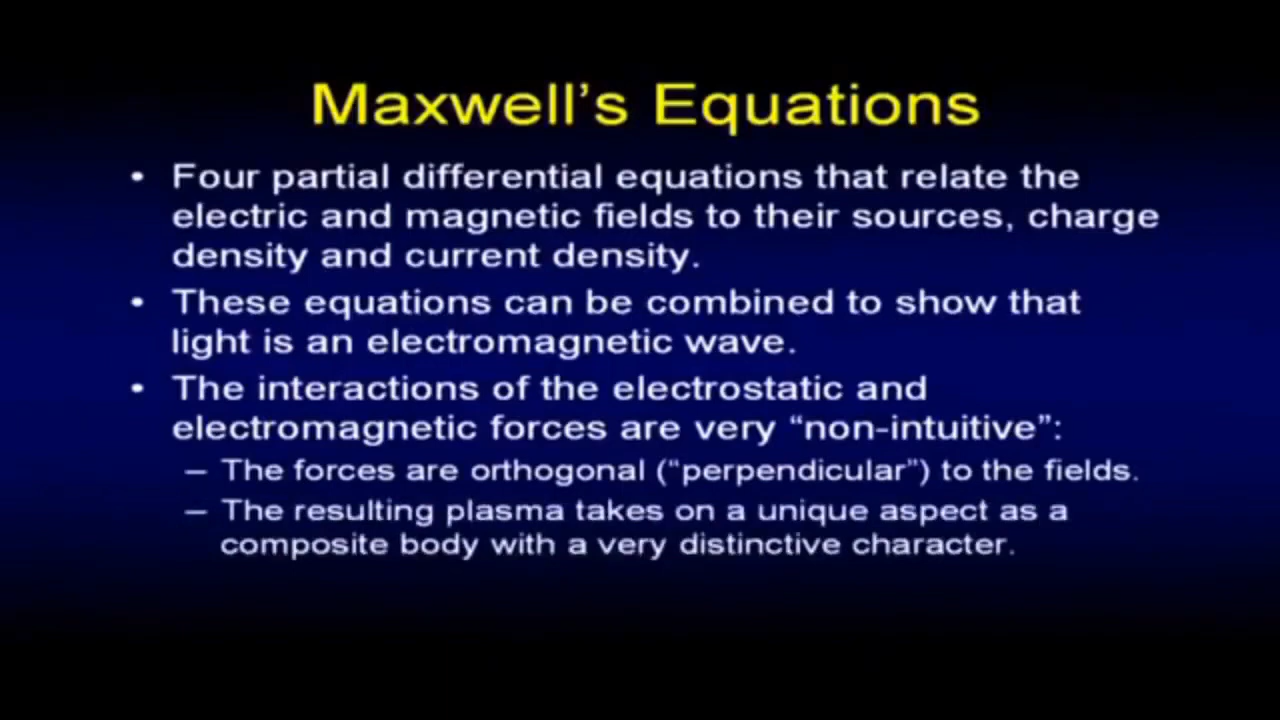 Maxwell’s Equations
• Four partial differential equations that relate the
electric and magnetic fields to their sources, charge
density and current density.
• These equations can be combined to show that
light is an electromagnetic wave.
• The interactions of the electrostatic and
electromagnetic forces are very “non-intuitive”:
– The forces are orthogonal (“perpendicular”) to the fields.
– The resulting plasma takes on a unique aspect as a
composite body with a very distinctive character.